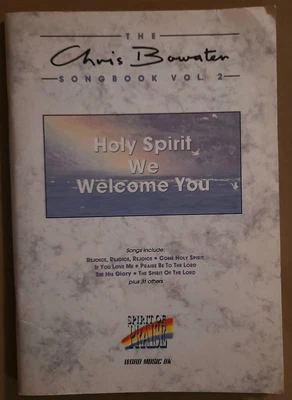 THE
Chris Bowater
SONGBOOK VOL. 2
Holy Spirit
We
Welcome You
Songs include:
REJOICE, REJOICE, REJOICE • COME HOLY SPIRIT
IF YOU LOVE ME • PRAISE BE TO THE LORD
SEE HIS GLORY • THE SPIRIT OF THE LORD
plus 31 others
SPIRIT OF
PRAISE
WORD MUSIC UK